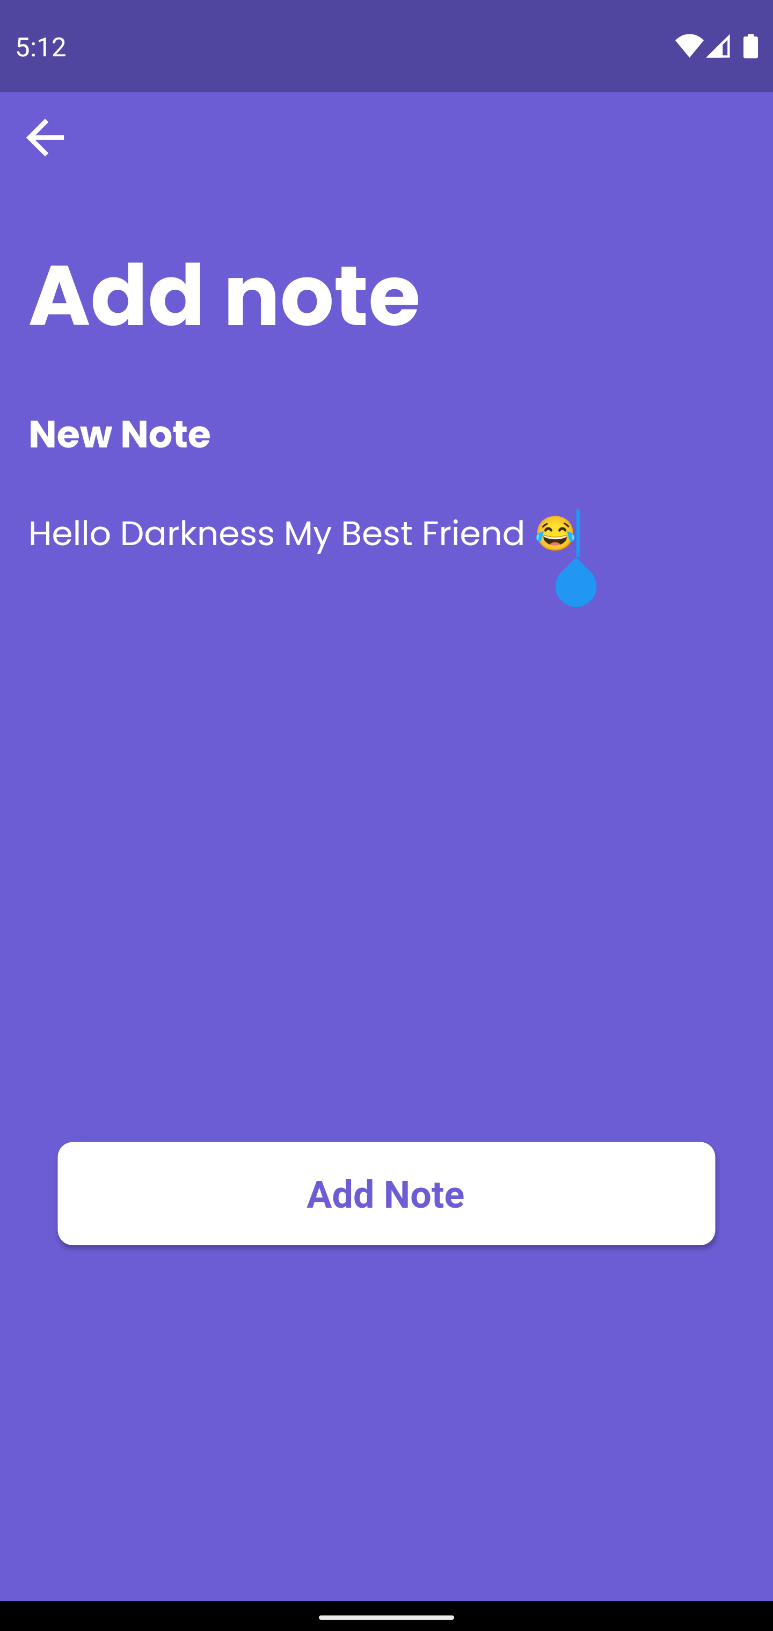 5:12
Add note
New Note
Hello Darkness My Best Friend 😂
Add Note